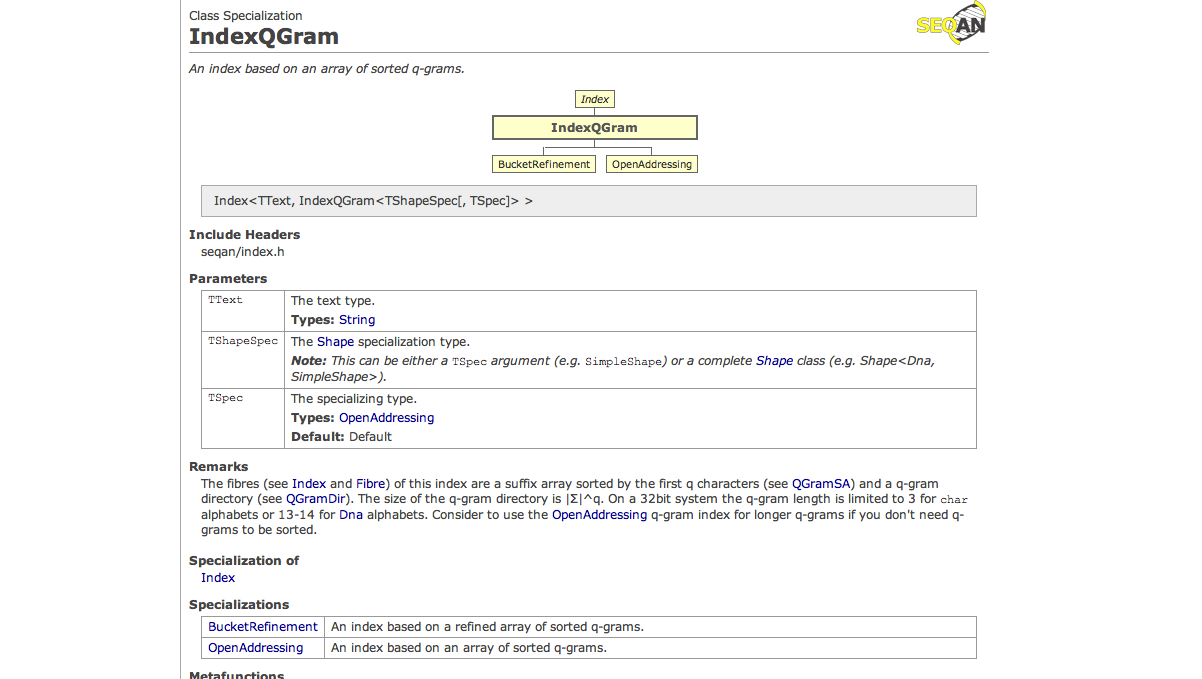 Class Specialization
IndexQGram
SEQAN
An index based on an array of sorted q-grams.
Index
IndexQGram
BucketRefinement OpenAddressing
Index<TText, IndexQGram<TShapeSpec[, TSpec]> >
Include Headers
seqan/index.h
Parameters
TText The text type.
Types: String
TShapeSpec The Shape specialization type.
Note: This can be either a TSpec argument (e.g. SimpleShape) or a complete Shape class (e.g. Shape<Dna,
SimpleShape>).
TSpec The specializing type.
Types: OpenAddressing
Default: Default
Remarks
The fibres (see Index and Fibre) of this index are a suffix array sorted by the first q characters (see QGramSA) and a q-gram
directory (see QGramDir). The size of the q-gram directory is |Σ|^q. On a 32bit system the q-gram length is limited to 3 for char
alphabets or 13-14 for Dna alphabets. Consider to use the OpenAddressing q-gram index for longer q-grams if you don't need q-
grams to be sorted.
Specialization of
Index
Specializations
BucketRefinement An index based on a refined array of sorted q-grams.
OpenAddressing An index based on an array of sorted q-grams.
Metafunctions